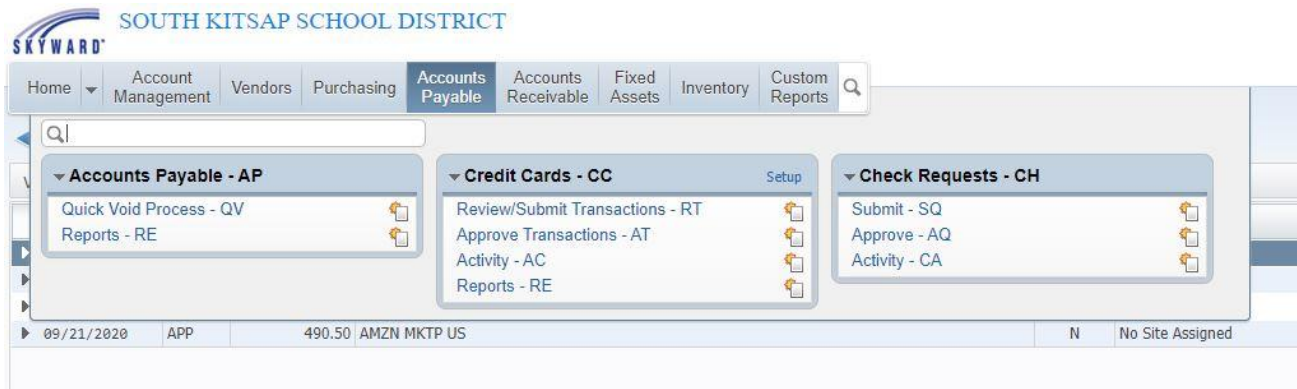 SOUTH KITSAP SCHOOL DISTRICT
SKYWARD
Home
Account Management
Vendors
Purchasing
Accounts Payable
Accounts Receivable
Fixed Assets
Inventory
Custom Reports
Accounts Payable - AP
Quick Void Process - QV
Reports - RE
Credit Cards - CC
Setup
Review/Submit Transactions - RT
Approve Transactions - AT
Activity - AC
Reports - RE
Check Requests - CH
Submit - SQ
Approve - AQ
Activity - CA
09/21/2020 APP 490.50 AMZN MKTP US N No Site Assigned